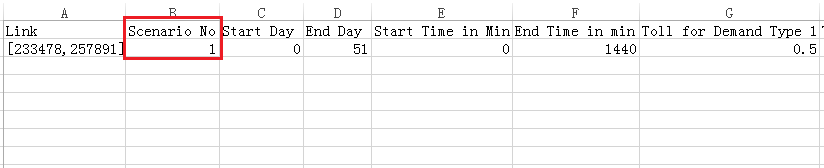 A B C D E F G
Link Scenario No Start Day End Day Start Time in Min End Time in min Toll for Demand Type 1
[233478,257891] 1 0 51 0 1440 0.5